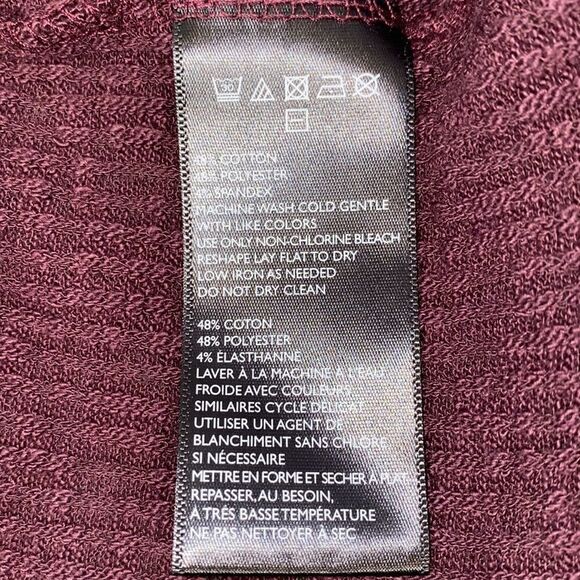 30
COTTON
POLYESTER
SPANDEX
MACHINE WASH COLD GENTLE
WITH LIKE COLORS
USE ONLY NON-CHLORINE BLEACH
RESHAPE LAY FLAT TO DRY
LOW IRON AS NEEDED
DO NOT DRY CLEAN
48% COTON
48% POLYESTER
4% ÉLASTHANNE
LAVER À LA MACHINE À L'EAU
FROIDE AVEC COULEURS
SIMILAIRES CYCLE DELICAT
UTILISER UN AGENT DE
BLANCHIMENT SANS CHLORE
SI NÉCESSAIRE
METTRE EN FORME ET SECHER À PLAT
REPASSER, AU BESOIN,
À TRÈS BASSE TEMPÉRATURE
NE PAS NETTOYER À SEC